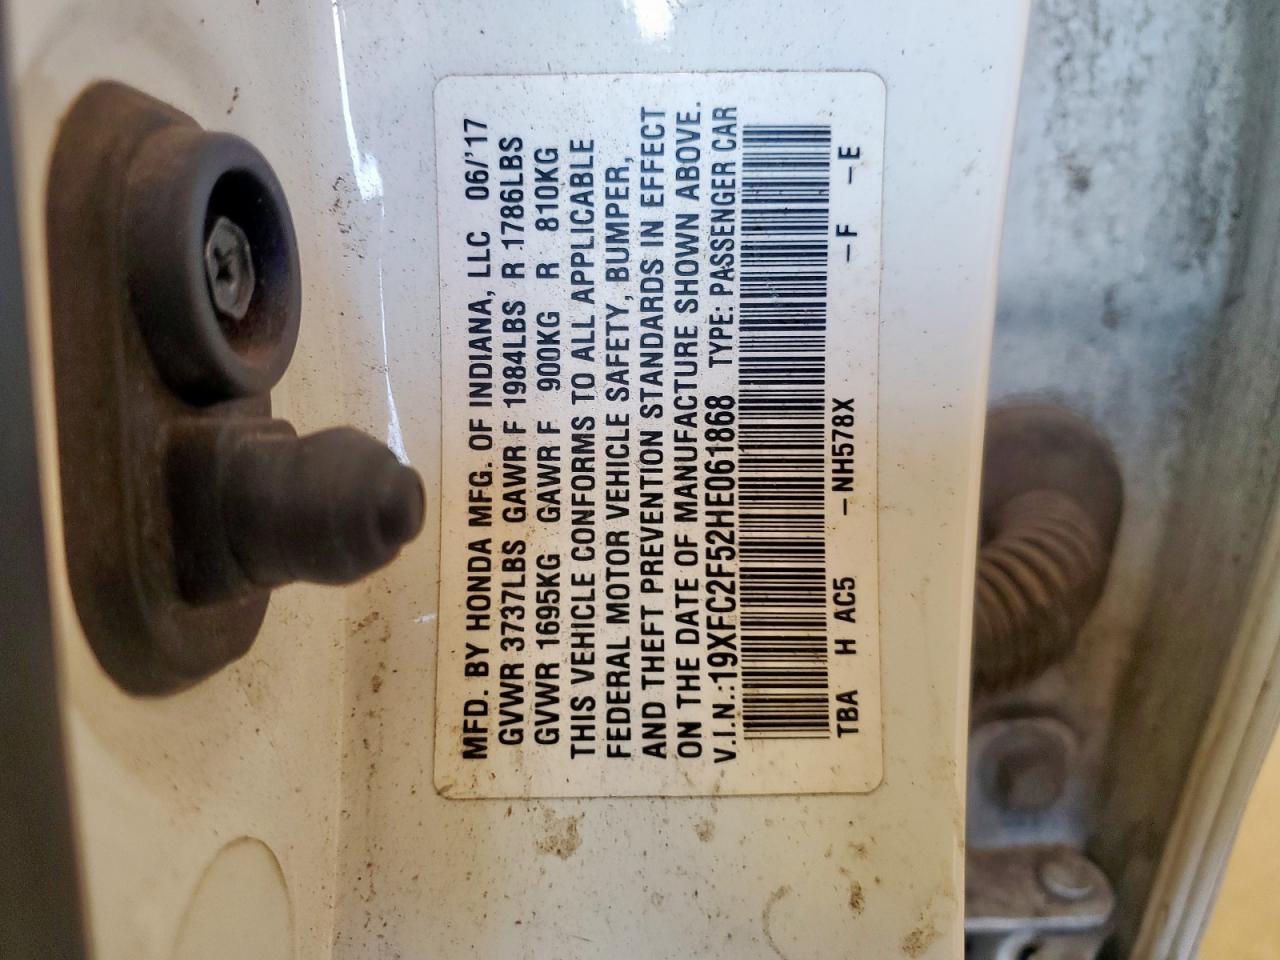 MFD. BY HONDA MFG. OF INDIANA, LLC 06/'17
GVWR 3737LBS GAWR F 1984LBS R 1786LBS
GVWR 1695KG GAWR F 900KG R 810KG
THIS VEHICLE CONFORMS TO ALL APPLICABLE
FEDERAL MOTOR VEHICLE SAFETY, BUMPER,
AND THEFT PREVENTION STANDARDS IN EFFECT
ON THE DATE OF MANUFACTURE SHOWN ABOVE.
V.I.N.:19XFC2F52HE061868 TYPE: PASSENGER CAR
TBA H AC5 –NH578X –F –E